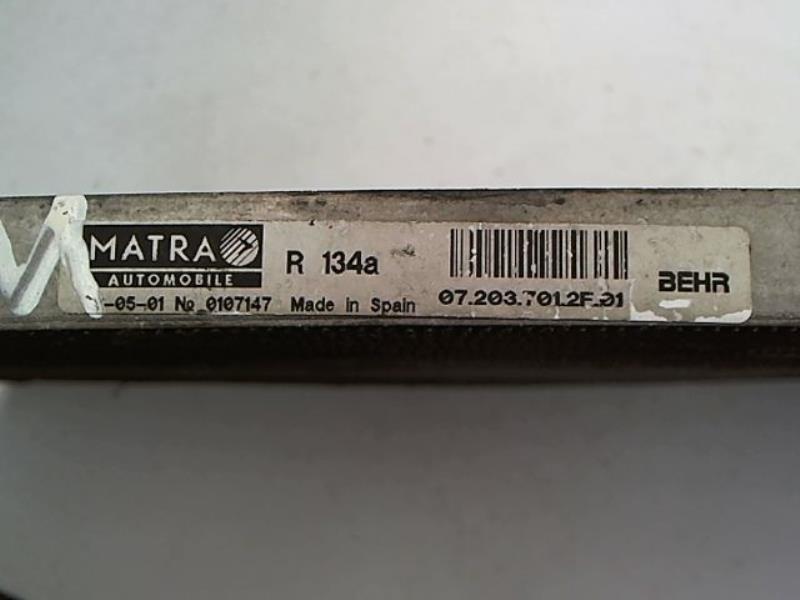 MATRA
AUTOMOBILE
R 134a
-05-01 № 0107147 Made in Spain
07.203.7012F.01
BEHR